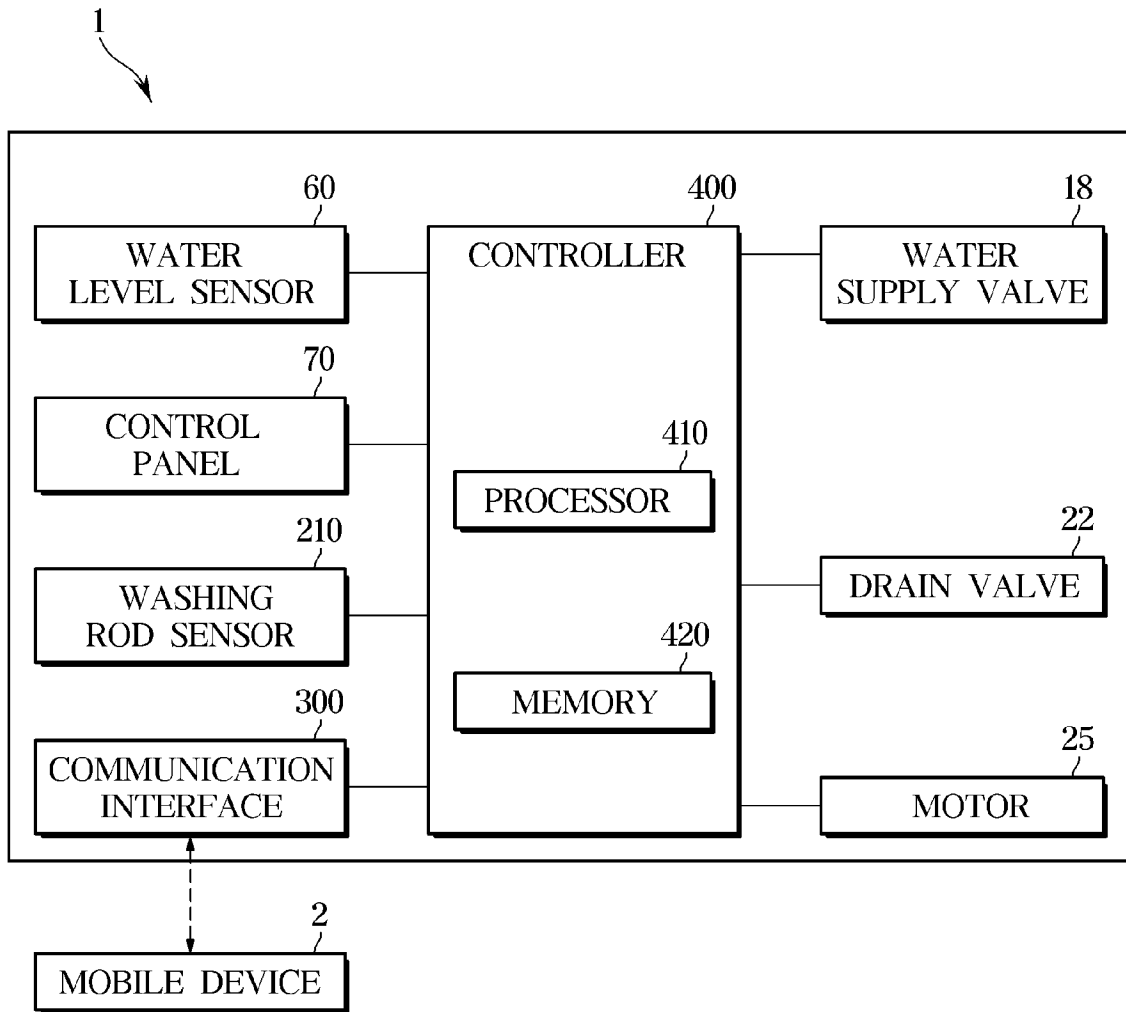 1
60
WATER
LEVEL SENSOR
70
CONTROL
PANEL
210
WASHING
ROD SENSOR
300
COMMUNICATION
INTERFACE
400
CONTROLLER
410
PROCESSOR
420
MEMORY
18
WATER
SUPPLY VALVE
22
DRAIN VALVE
25
MOTOR
2
MOBILE DEVICE